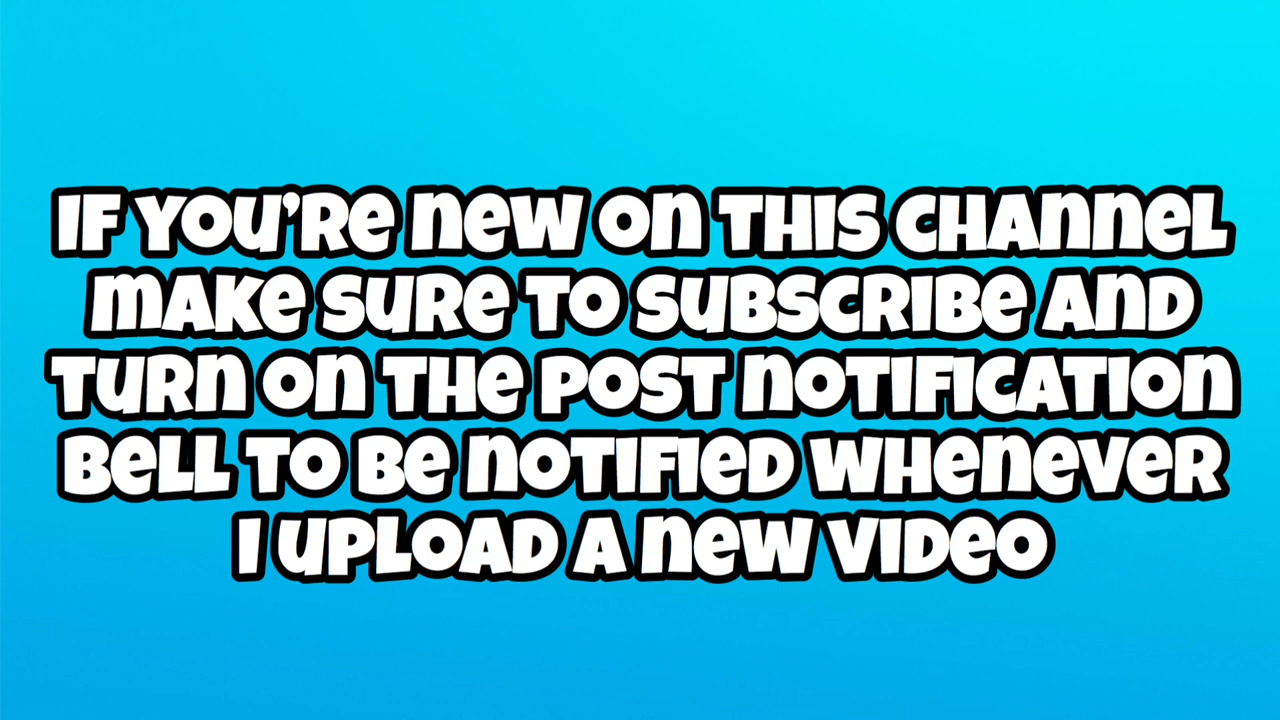 IF YOU'RE NEW ON THIS CHANNEL
MAKE SURE TO SUBSCRIBE AND
TURN ON THE POST NOTIFICATION
BELL TO BE NOTIFIED WHENEVER
I UPLOAD A NEW VIDEO